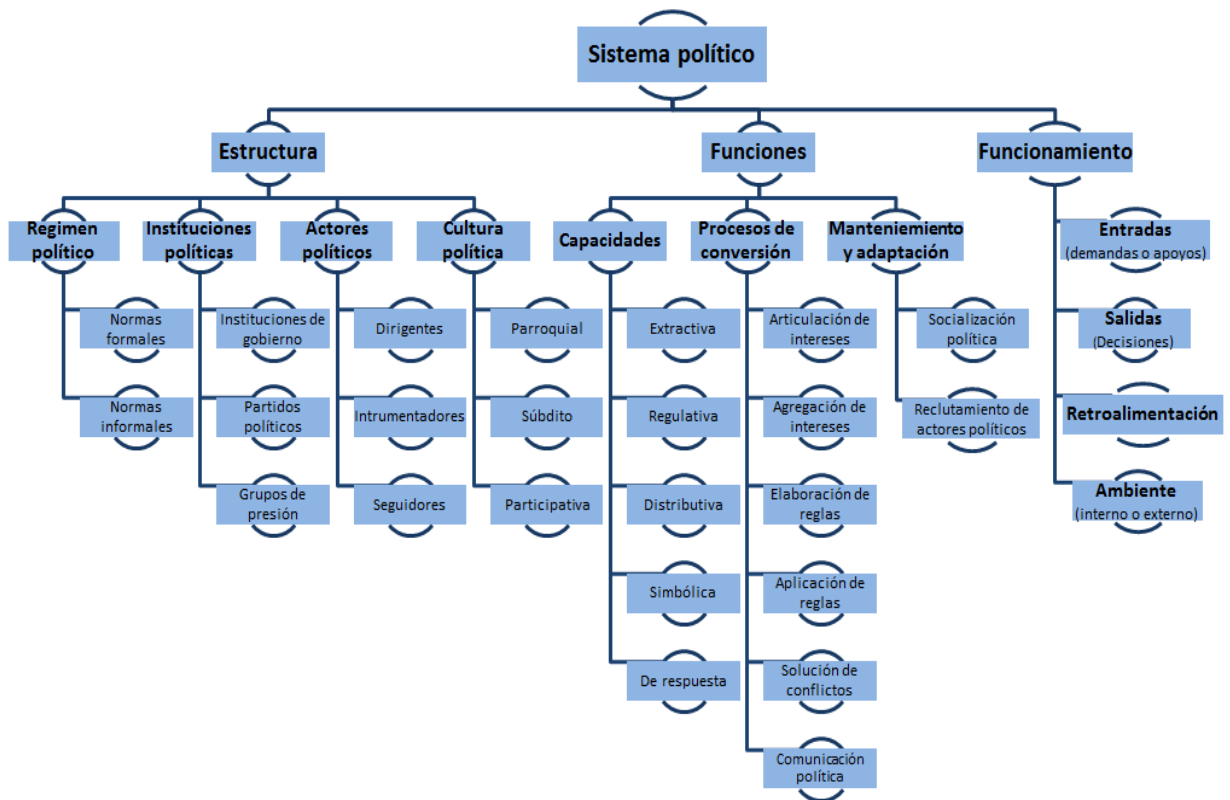 Sistema político
Estructura
Funciones
Funcionamiento
Regimen
político
Instituciones
políticas
Actores
políticos
Cultura
política
Capacidades
Procesos de
conversión
Manteniemiento
y adaptación
Entradas
(demandas o apoyos)
Normas
formales
Instituciones de
gobierno
Dirigentes
Parroquial
Extractiva
Articulación de
intereses
Socialización
política
Salidas
(Decisiones)
Normas
informales
Partidos
políticos
Intrumentadores
Súbdito
Regulativa
Agregación de
intereses
Reclutamiento de
actores políticos
Retroalimentación
Grupos de
presión
Seguidores
Participativa
Distributiva
Elaboración de
reglas
Ambiente
(interno o externo)
Simbólica
Aplicación de
reglas
De respuesta
Solución de
conflictos
Comunicación
política